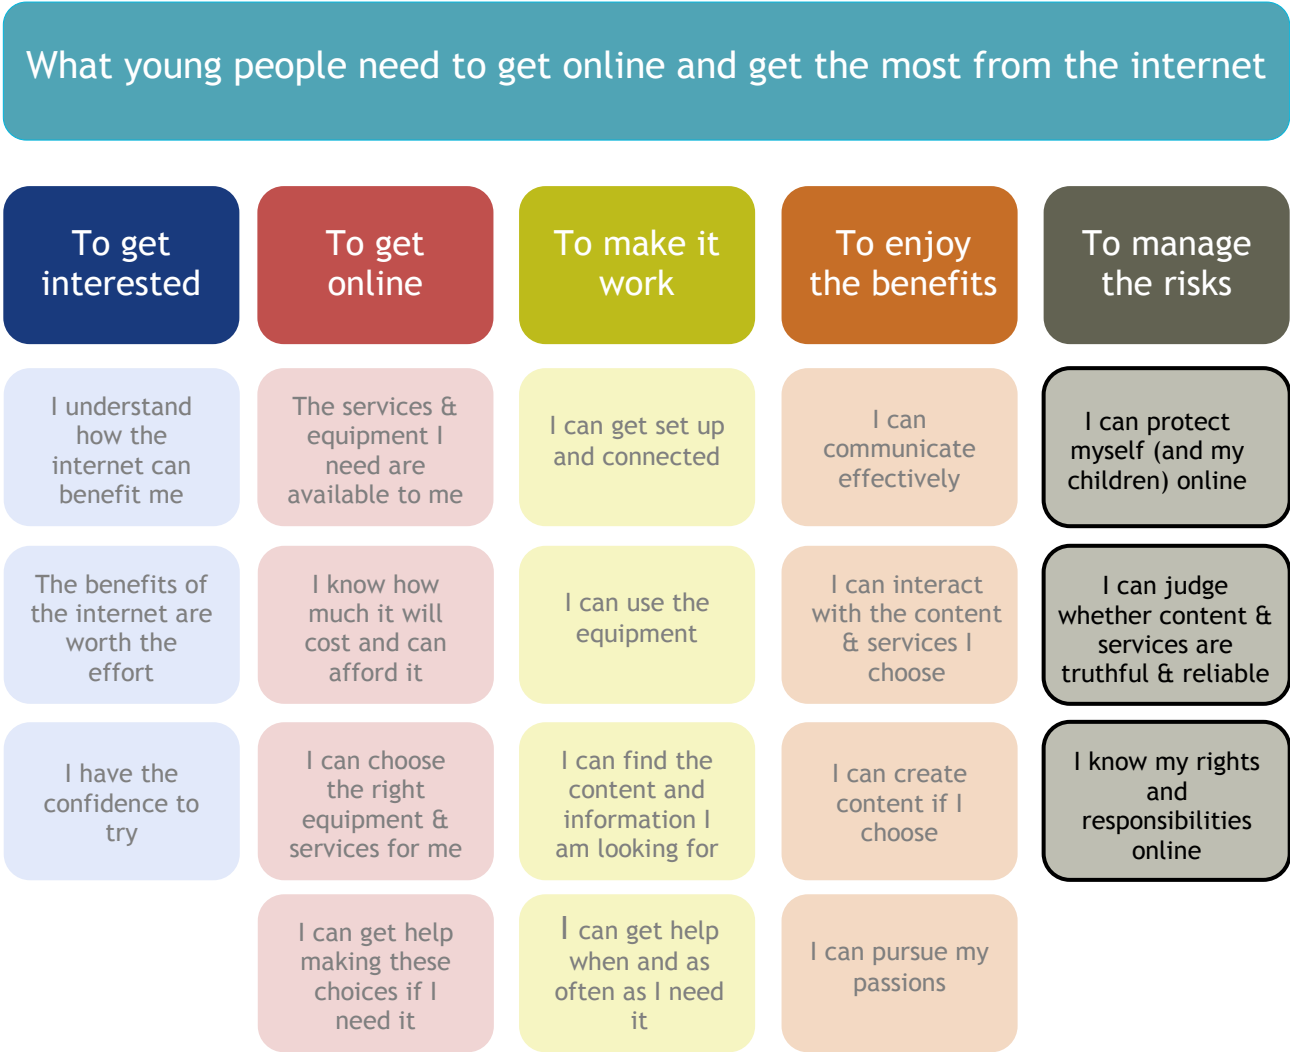 What young people need to get online and get the most from the internet
To get
interested
To get
online
To make it
work
To enjoy
the benefits
To manage
the risks
I understand
how the
internet can
benefit me
The services &
equipment I
need are
available to me
I can get set up
and connected
I can
communicate
effectively
I can protect
myself (and my
children) online
The benefits of
the internet are
worth the
effort
I know how
much it will
cost and can
afford it
I can use the
equipment
I can interact
with the content
& services I
choose
I can judge
whether content &
services are
truthful & reliable
I have the
confidence to
try
I can choose
the right
equipment &
services for me
I can find the
content and
information I
am looking for
I can create
content if I
choose
I know my rights
and
responsibilities
online
I can get help
making these
choices if I
need it
I can get help
when and as
often as I need
it
I can pursue my
passions